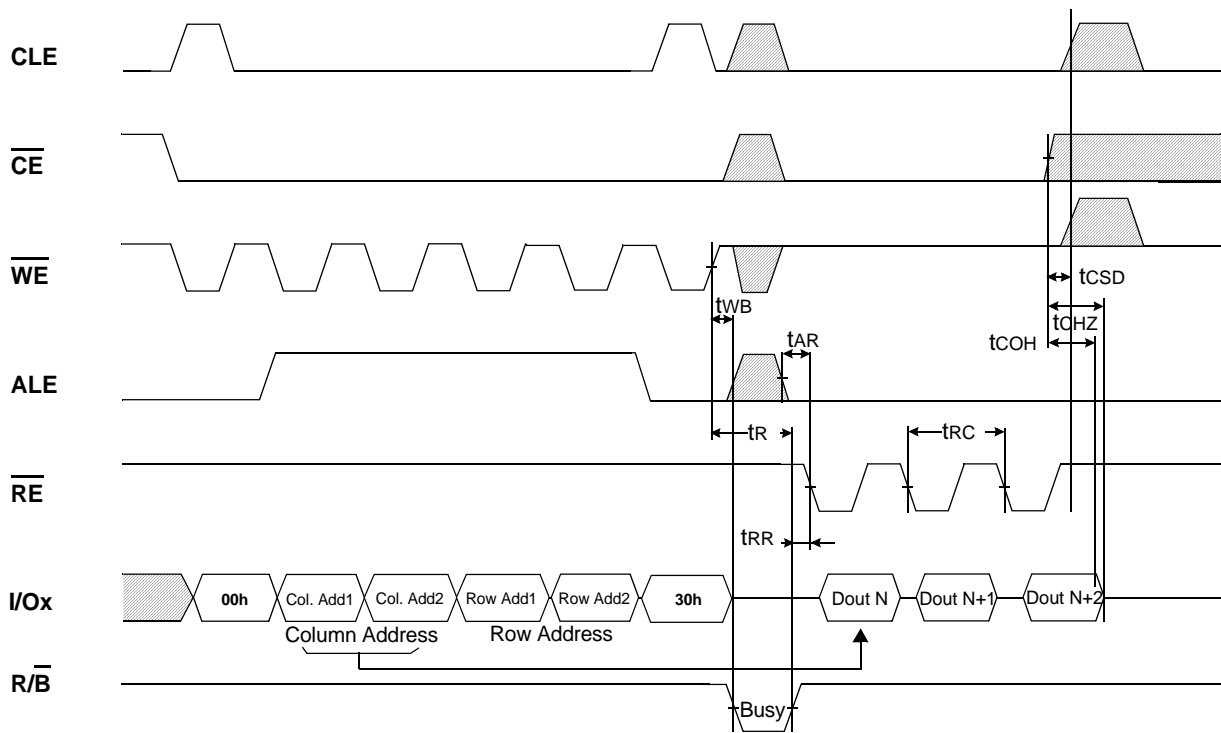 CLE
CE
WE
tCSD
tWB
tCHZ
tCOH
tAR
ALE
tR
tRC
RE
tRR
I/Ox
00h
Col. Add1
Col. Add2
Row Add1
Row Add2
30h
Dout N
Dout N+1
Dout N+2
Column Address
Row Address
R/B
Busy